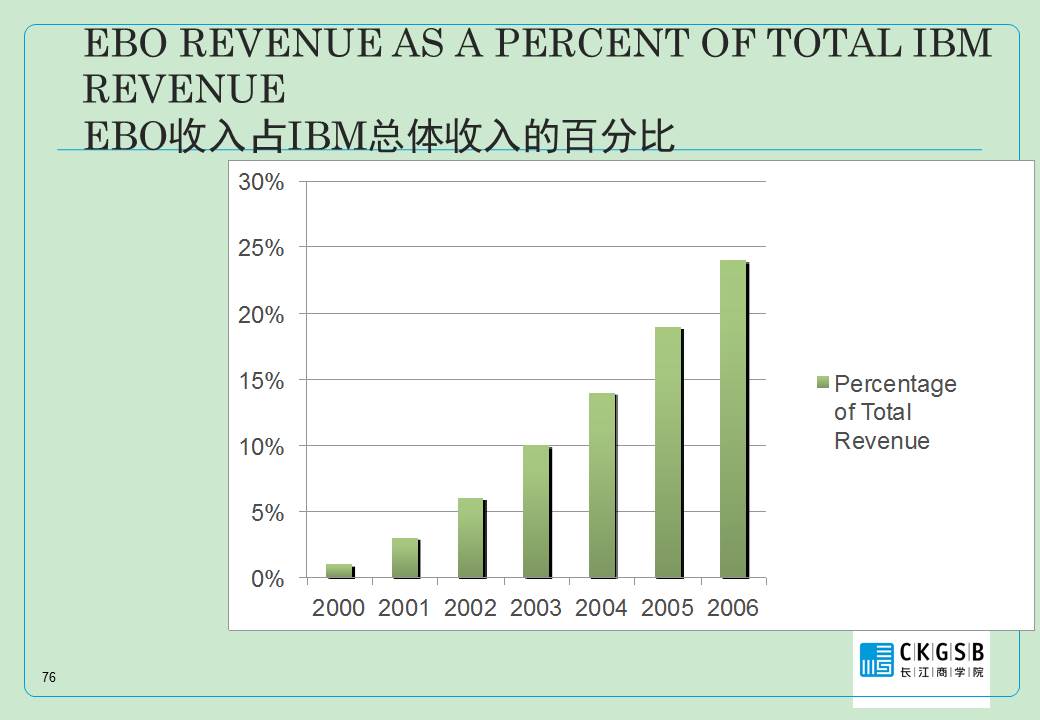 EBO REVENUE AS A PERCENT OF TOTAL IBM
REVENUE
EBO收入占IBM总体收入的百分比
30%
25%
20%
15%
10%
5%
0%
2000 2001 2002 2003 2004 2005 2006
Percentage
of Total
Revenue
76
C|K|G|S|B
长|江|商|学|院